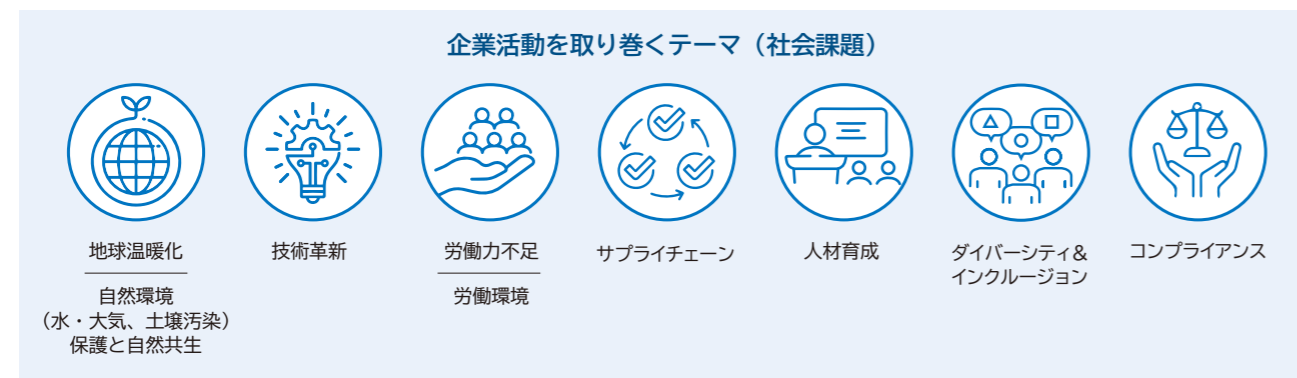 企業活動を取り巻くテーマ（社会課題）
地球温暖化
自然環境
（水・大気、土壌汚染）
保護と自然共生
技術革新
労働力不足
労働環境
サプライチェーン
人材育成
ダイバーシティ&
インクルージョン
コンプライアンス